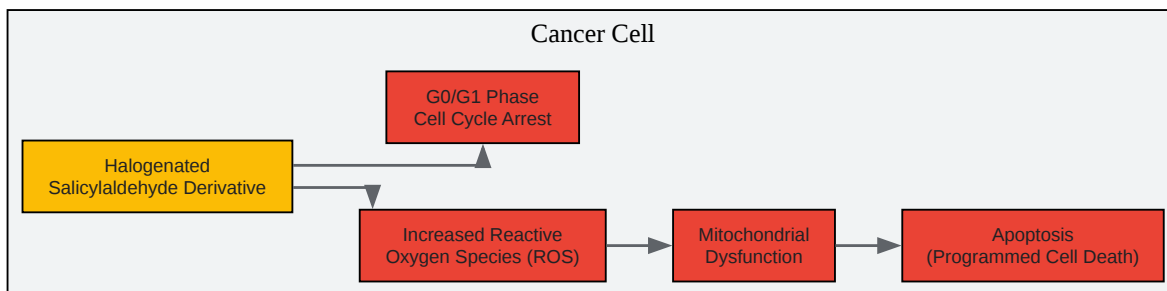 Cancer Cell
G0/G1 Phase
Cell Cycle Arrest
Halogenated
Salicylaldehyde Derivative
Increased Reactive
Oxygen Species (ROS)
Mitochondrial
Dysfunction
Apoptosis
(Programmed Cell Death)